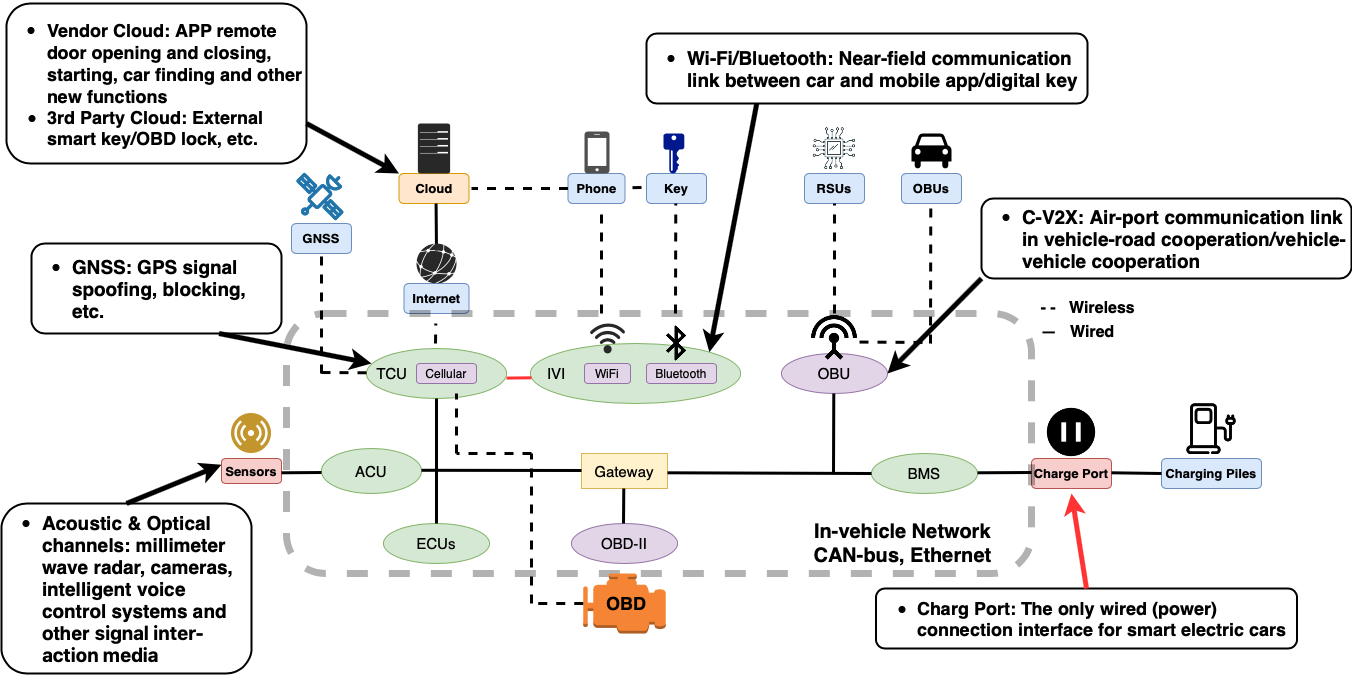 • Vendor Cloud: APP remote
door opening and closing,
starting, car finding and other
new functions
• 3rd Party Cloud: External
smart key/OBD lock, etc.
• Wi-Fi/Bluetooth: Near-field communication
link between car and mobile app/digital key
Cloud
Phone
Key
RSUs
OBUs
GNSS
• C-V2X: Air-port communication link
in vehicle-road cooperation/vehicle-
vehicle cooperation
• GNSS: GPS signal
spoofing, blocking,
etc.
Internet
Wireless
Wired
TCU
Cellular
IVI
WiFi
Bluetooth
OBU
Sensors
ACU
Gateway
BMS
Charge Port
Charging Piles
ECUs
OBD-II
In-vehicle Network
CAN-bus, Ethernet
• Acoustic & Optical
channels: millimeter
wave radar, cameras,
intelligent voice
control systems and
other signal inter-
action media
OBD
• Charg Port: The only wired (power)
connection interface for smart electric cars